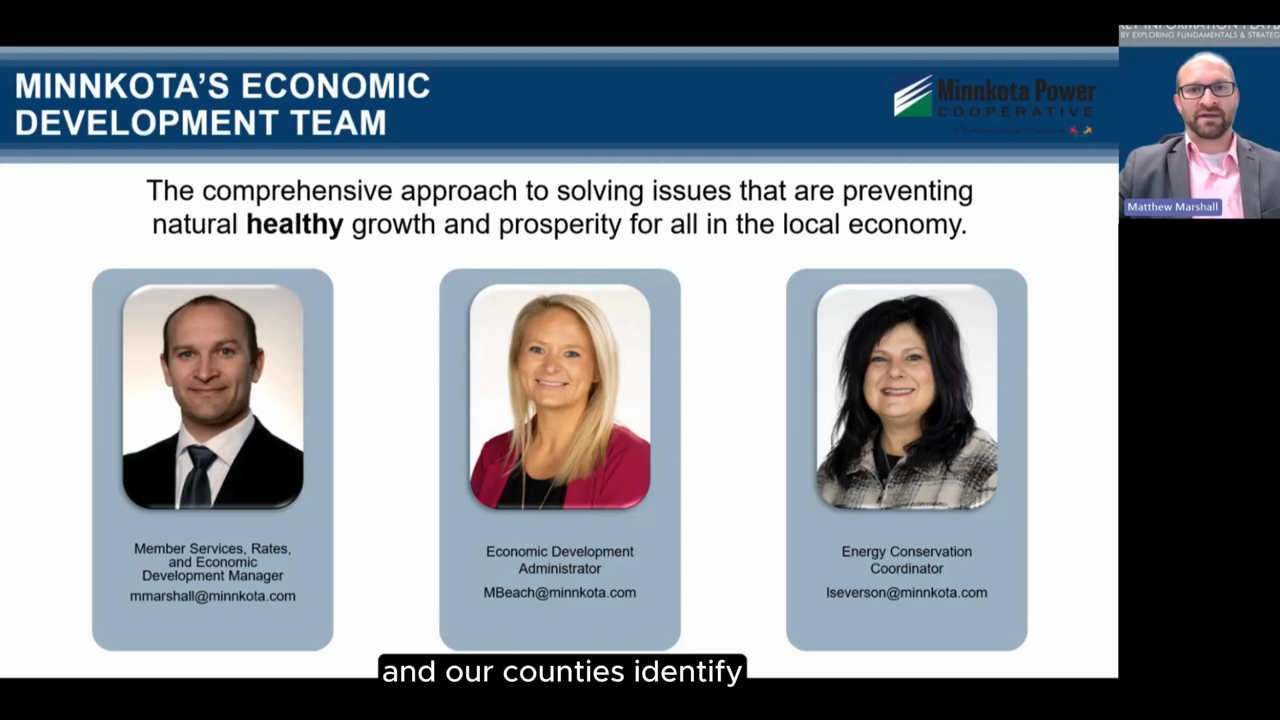 MINNKOTA'S ECONOMIC
DEVELOPMENT TEAM
Minnkota Power
COOPERATIVE
BY EXPLORING FUNDAMENTALS & STRATEG
Matthew Marshall
The comprehensive approach to solving issues that are preventing
natural healthy growth and prosperity for all in the local economy.
Member Services, Rates,
and Economic
Development Manager
mmarshall@minnkota.com
Economic Development
Administrator
MBeach@minnkota.com
Energy Conservation
Coordinator
lseverson@minnkota.com
and our counties identify